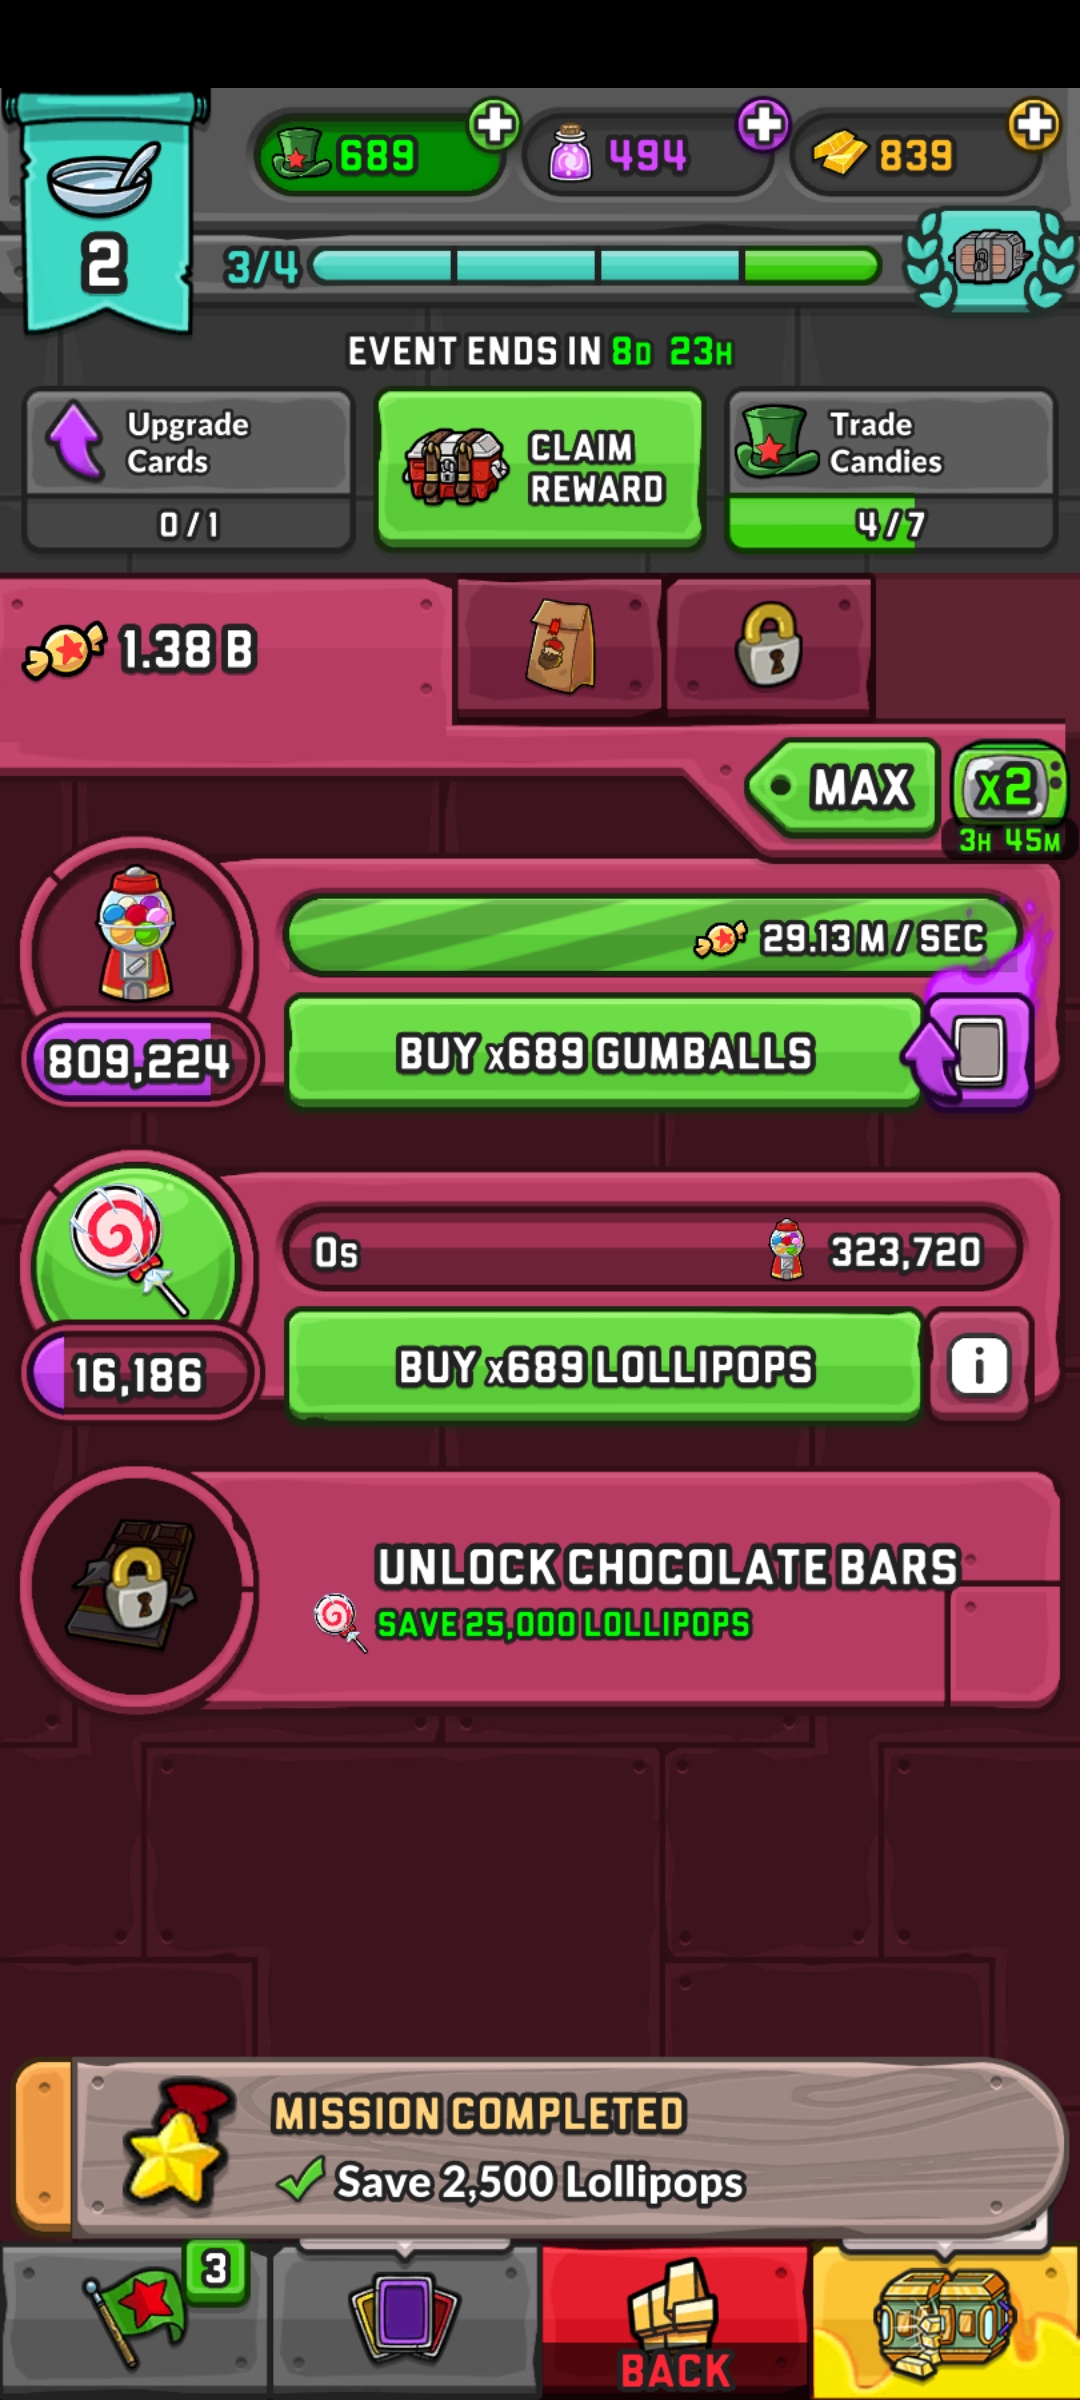 689
494
839
2
3/4
EVENT ENDS IN 8D 23H
Upgrade
Cards
0/1
CLAIM
REWARD
Trade
Candies
4/7
1.38 B
MAX
x2
3H 45M
29.13 M / SEC
809,224
BUY x689 GUMBALLS
0s
323,720
16,186
BUY x689 LOLLIPOPS
i
UNLOCK CHOCOLATE BARS
SAVE 25,000 LOLLIPOPS
MISSION COMPLETED
Save 2,500 Lollipops
3
BACK